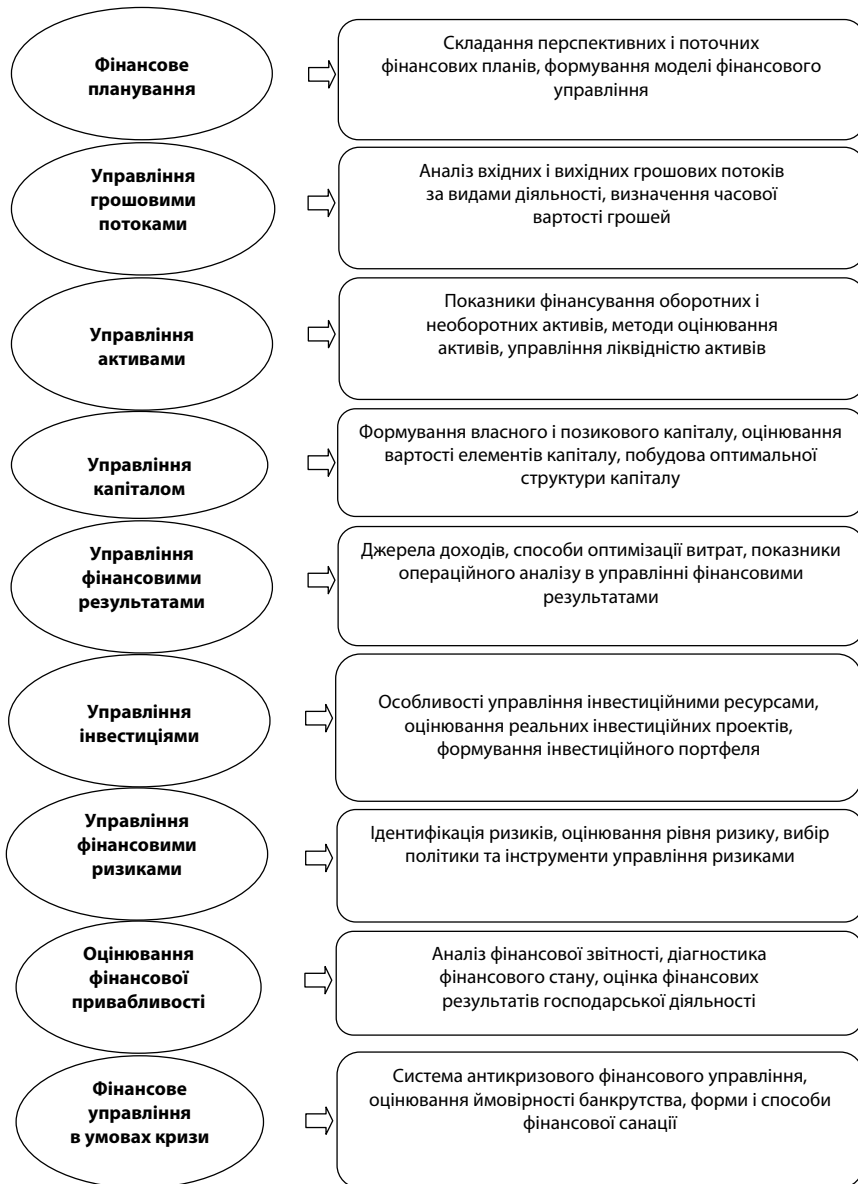 Фінансове
планування
Складання перспективних і поточних
фінансових планів, формування моделі фінансового
управління
Управління
грошовими
потоками
Аналіз вхідних і вихідних грошових потоків
за видами діяльності, визначення часової
вартості грошей
Управління
активами
Показники фінансування оборотних і
необоротних активів, методи оцінювання
активів, управління ліквідністю активів
Управління
капіталом
Формування власного і позикового капіталу, оцінювання
вартості елементів капіталу, побудова оптимальної
структури капіталу
Управління
фінансовими
результатами
Джерела доходів, способи оптимізації витрат, показники
операційного аналізу в управлінні фінансовими
результатами
Управління
інвестиціями
Особливості управління інвестиційними ресурсами,
оцінювання реальних інвестиційних проектів,
формування інвестиційного портфеля
Управління
фінансовими
ризиками
Ідентифікація ризиків, оцінювання рівня ризику, вибір
політики та інструменти управління ризиками
Оцінювання
фінансової
привабливості
Аналіз фінансової звітності, діагностика
фінансового стану, оцінка фінансових
результатів господарської діяльності
Фінансове
управління
в умовах кризи
Система антикризового фінансового управління,
оцінювання ймовірності банкрутства, форми і способи
фінансової санації